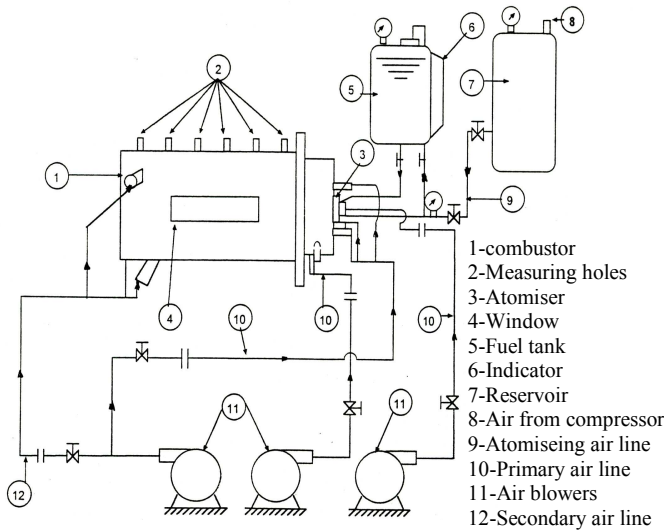 8
6
2
5
7
3
1
9
1-combustor
2-Measuring holes
3-Atomiser
4-Window
5-Fuel tank
6-Indicator
7-Reservoir
8-Air from compressor
9-Atomiseing air line
10-Primary air line
11-Air blowers
12-Secondary air line
4
10
10
10
11
11
12